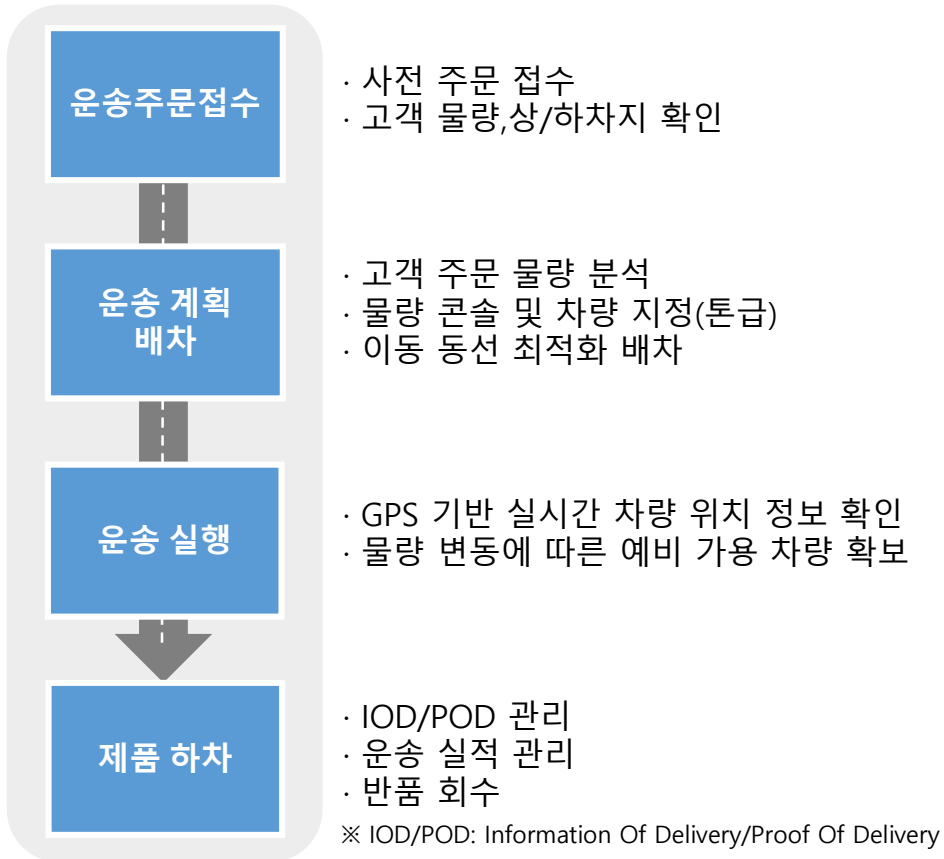 운송주문접수
· 사전 주문 접수
· 고객 물량,상/하차지 확인
운송 계획
배차
· 고객 주문 물량 분석
· 물량 콘솔 및 차량 지정(톤급)
· 이동 동선 최적화 배차
운송 실행
· GPS 기반 실시간 차량 위치 정보 확인
· 물량 변동에 따른 예비 가용 차량 확보
제품 하차
· IOD/POD 관리
· 운송 실적 관리
· 반품 회수
※ IOD/POD: Information Of Delivery/Proof Of Delivery